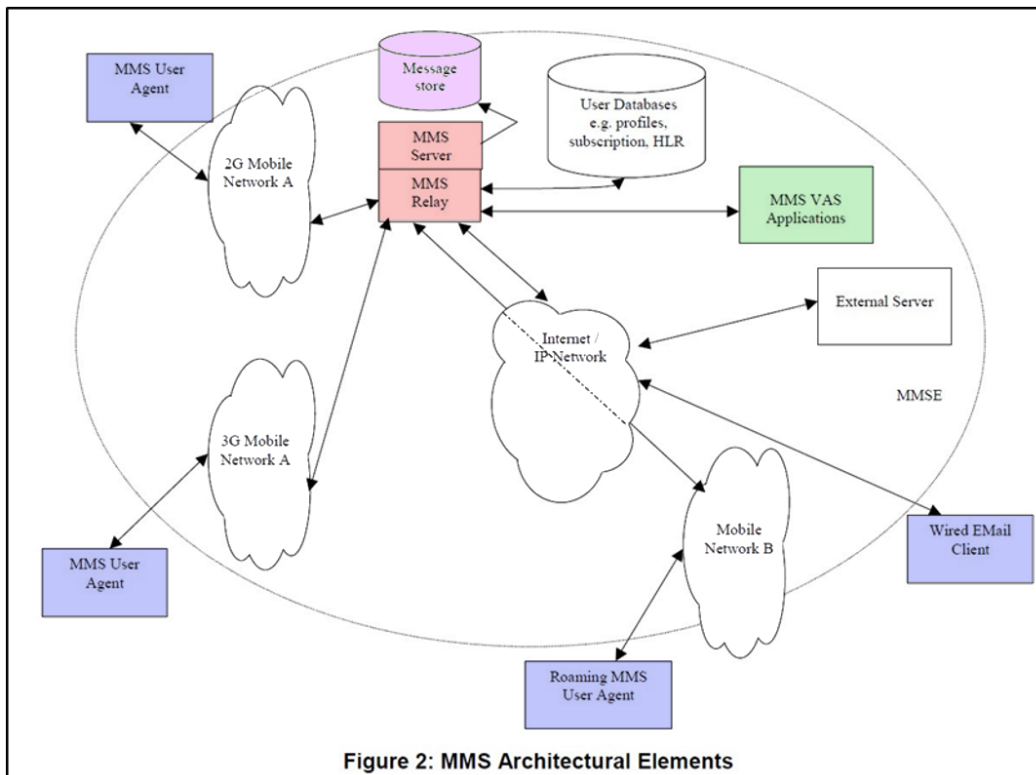 MMS User
Agent
Message
store
User Databases
e.g. profiles,
subscription, HLR
MMS
Server
2G Mobile
Network A
MMS
Relay
MMS VAS
Applications
External Server
Internet /
IP Network
MMSE
3G Mobile
Network A
Mobile
Network B
Wired EMail
Client
MMS User
Agent
Roaming MMS
User Agent
Figure 2: MMS Architectural Elements